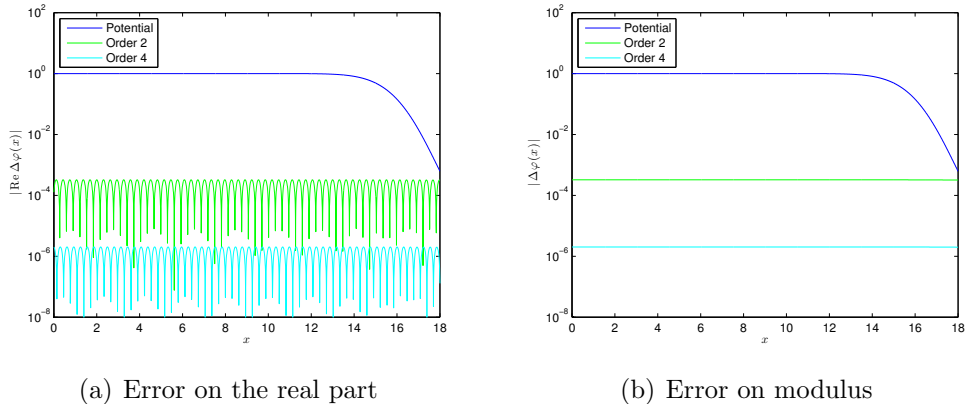 10^2
10^0
10^-2
10^-4
10^-6
10^-8
|Re Δφ(x)|
Potential
Order 2
Order 4
0 2 4 6 8 10 12 14 16 18
x
(a) Error on the real part
10^2
10^0
10^-2
10^-4
10^-6
10^-8
|Δφ(x)|
Potential
Order 2
Order 4
0 2 4 6 8 10 12 14 16 18
x
(b) Error on modulus